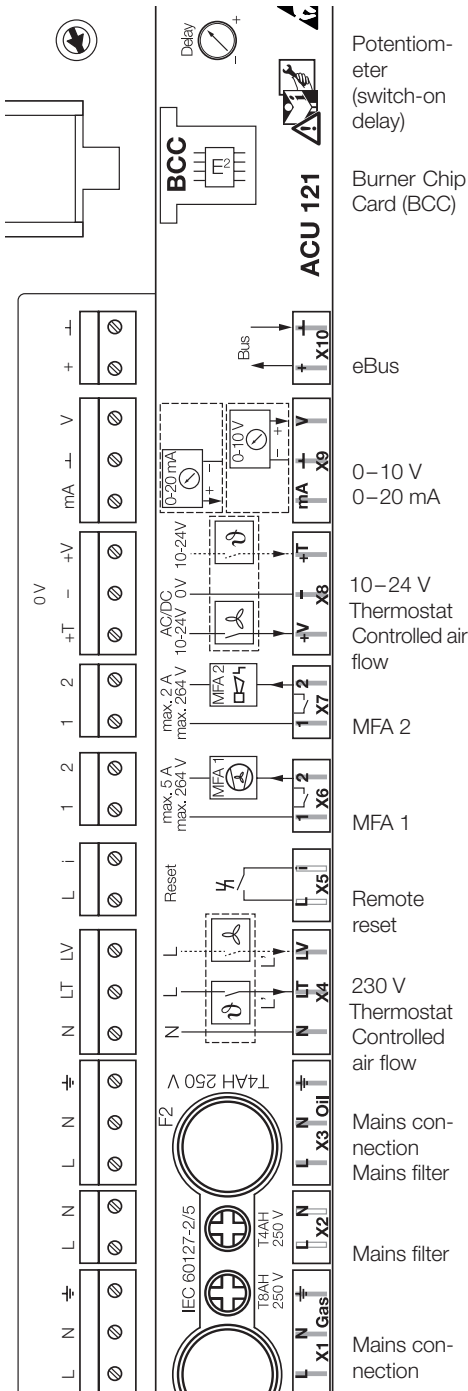 Delay
+
−
Potentiom-
eter
(switch-on
delay)
BCC
E²
ACU 121
Burner Chip
Card (BCC)
⊥
+
Bus
⊥
+
X10
eBus
V
⊥
mA
0-20 mA
+
−
0-10 V
−
+
V
⊥
mA
X9
0–10 V
0–20 mA
0 V
+V
−
+T
10-24V
0V
AC/DC
10-24V
ϑ
+T
−
+V
X8
10–24 V
Thermostat
Controlled air
flow
2
1
max. 2 A
max. 264 V
MFA 2
2
1
X7
MFA 2
2
1
max. 5 A
max. 264 V
MFA 1
2
1
X6
MFA 1
i
L
Reset
i
L
X5
Remote
reset
LV
LT
N
L
L
N
L'
L'
ϑ
LV
LT
N
X4
230 V
Thermostat
Controlled
air flow
N
L
F2
T4AH 250 V
N
L
X3 Oil
Mains con-
nection
Mains filter
N
L
IEC 60127-2/5
T4AH
250 V
N
L
X2
Mains filter
N
L
T8AH
250 V
N
L
X1 Gas
Mains con-
nection